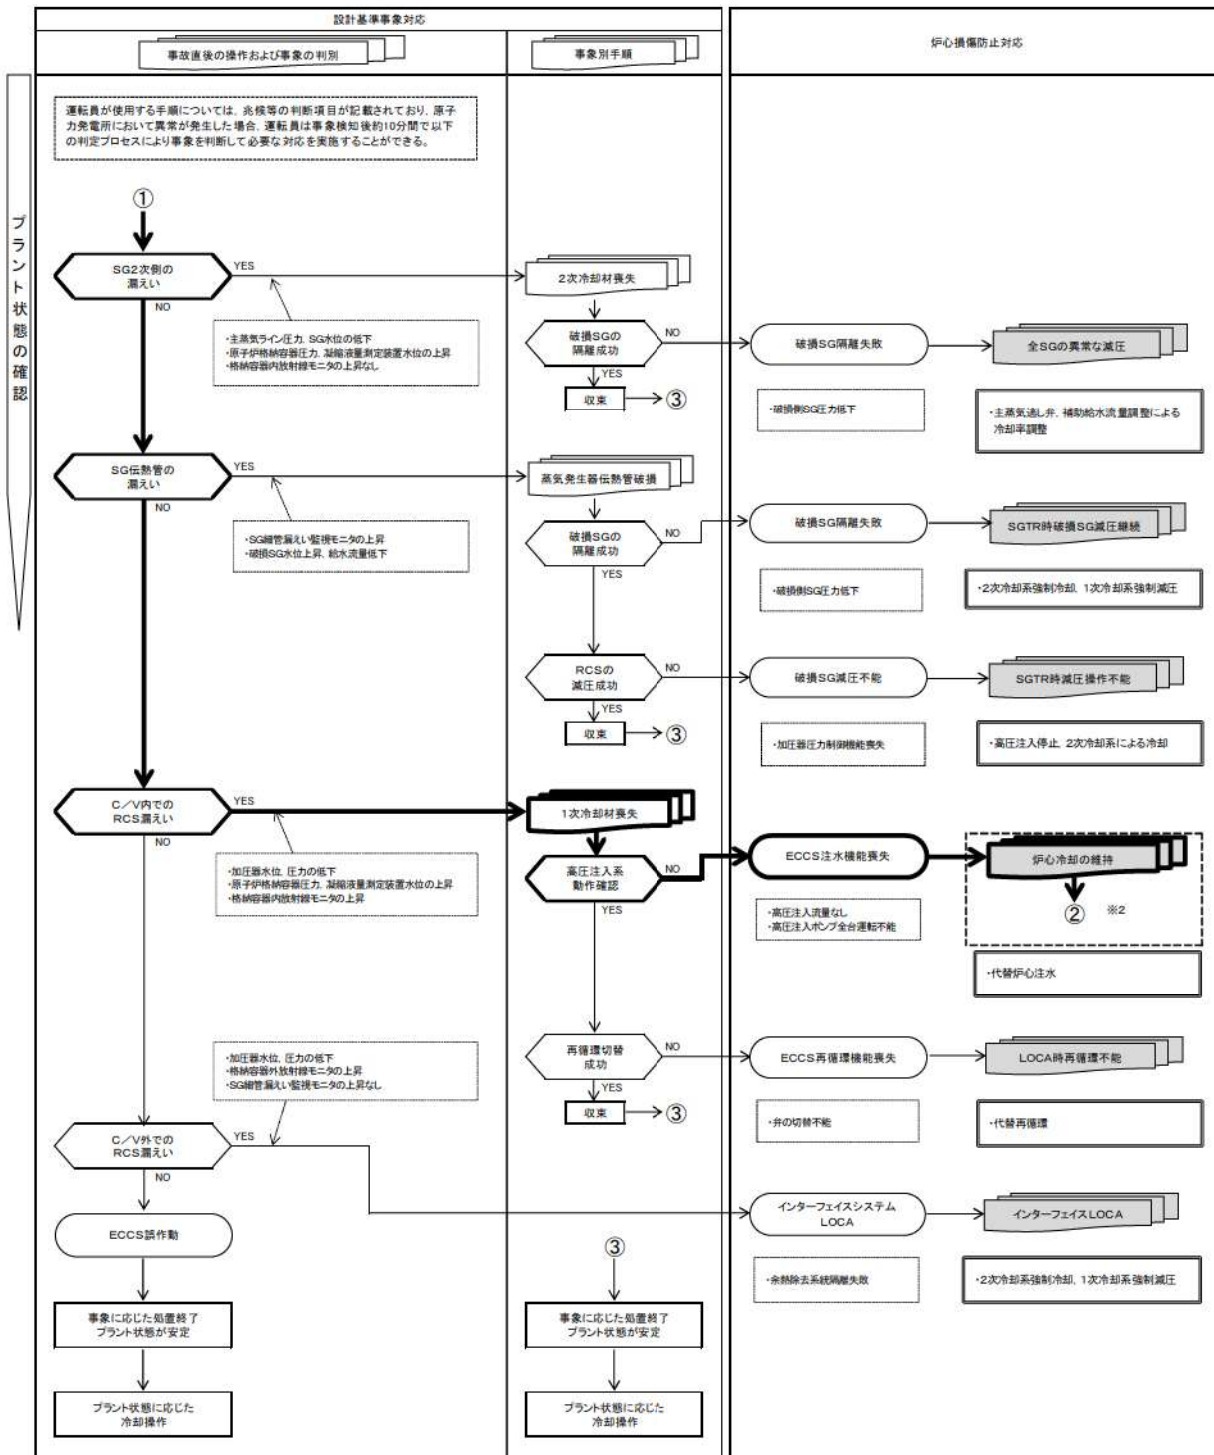 設計基準事象対応
事故直後の操作および事象の判別
事象別手順
炉心損傷防止対応
プラント状態の確認
運転員が使用する手順については、兆候等の判断項目が記載されており、原子
力発電所において異常が発生した場合、運転員は事象検知後約10分間で以下
の判定プロセスにより事象を判断して必要な対応を実施することができる。
①
SG2次側の
漏えい
YES
NO
・主蒸気ライン圧力、SG水位の低下
・原子炉格納容器圧力、凝縮液量測定装置水位の上昇
・格納容器内放射線モニタの上昇なし
2次冷却材喪失
破損SGの
隔離成功
NO
YES
収束
③
破損SG隔離失敗
・破損側SG圧力低下
全SGの異常な減圧
・主蒸気逃し弁、補助給水流量調整による
冷却率調整
SG伝熱管の
漏えい
YES
NO
・SG細管漏えい監視モニタの上昇
・破損SG水位上昇、給水流量低下
蒸気発生器伝熱管破損
破損SGの
隔離成功
NO
YES
破損SG隔離失敗
・破損側SG圧力低下
SGTR時破損SG減圧継続
・2次冷却系強制冷却、1次冷却系強制減圧
RCSの
減圧成功
NO
YES
収束
③
破損SG減圧不能
・加圧器圧力制御機能喪失
SGTR時減圧操作不能
・高圧注入停止、2次冷却系による冷却
C/V内での
RCS漏えい
YES
NO
・加圧器水位、圧力の低下
・原子炉格納容器圧力、凝縮液量測定装置水位の上昇
・格納容器内放射線モニタの上昇
1次冷却材喪失
高圧注入系
動作確認
NO
YES
ECCS注水機能喪失
・高圧注入流量なし
・高圧注入ポンプ全台運転不能
炉心冷却の維持
② ※2
・代替炉心注水
再循環切替
成功
NO
YES
収束
③
ECCS再循環機能喪失
・弁の切替不能
LOCA時再循環不能
・代替再循環
・加圧器水位、圧力の低下
・格納容器外放射線モニタの上昇
・SG細管漏えい監視モニタの上昇なし
C/V外での
RCS漏えい
YES
NO
インターフェイスシステム
LOCA
・余熱除去系統隔離失敗
インターフェイスLOCA
・2次冷却系強制冷却、1次冷却系強制減圧
ECCS誤作動
事象に応じた処置終了
プラント状態が安定
プラント状態に応じた
冷却操作
③
事象に応じた処置終了
プラント状態が安定
プラント状態に応じた
冷却操作